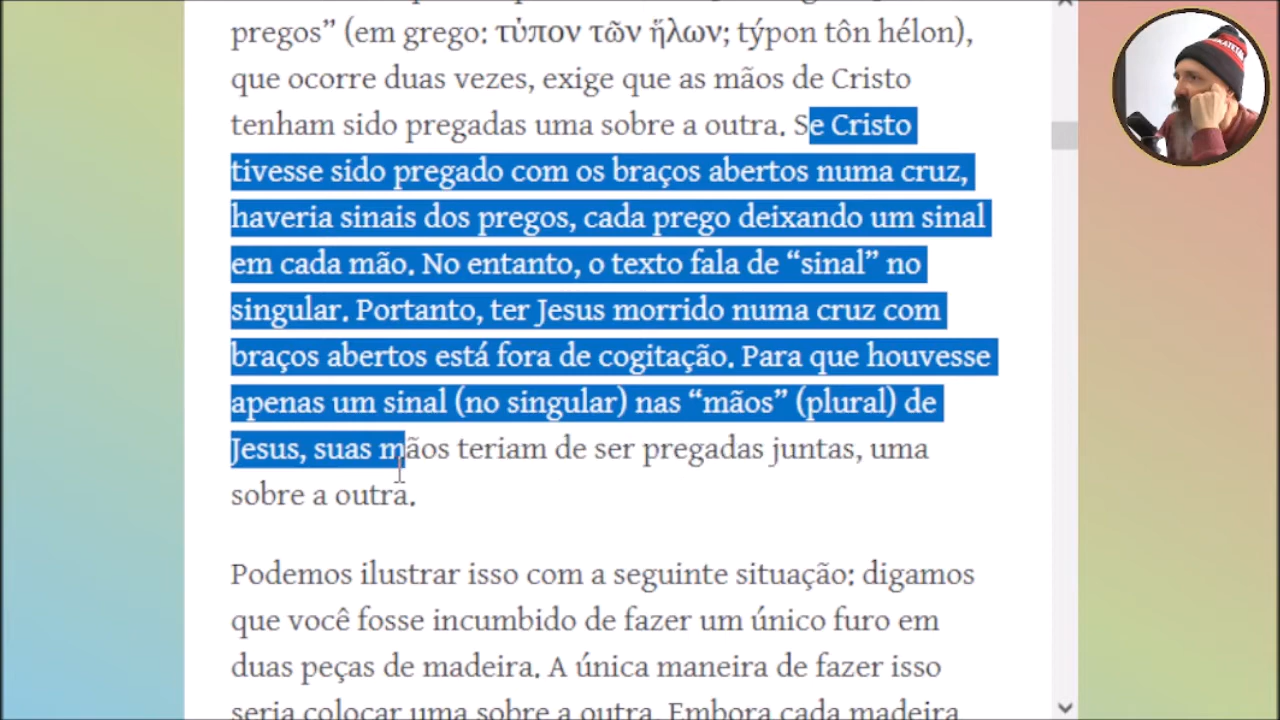 pregos” (em grego: τὐπον τῶν ἥλων; týpon tôn hélon),
que ocorre duas vezes, exige que as mãos de Cristo
tenham sido pregadas uma sobre a outra. Se Cristo
tivesse sido pregado com os braços abertos numa cruz,
haveria sinais dos pregos, cada prego deixando um sinal
em cada mão. No entanto, o texto fala de “sinal” no
singular. Portanto, ter Jesus morrido numa cruz com
braços abertos está fora de cogitação. Para que houvesse
apenas um sinal (no singular) nas “mãos” (plural) de
Jesus, suas mãos teriam de ser pregadas juntas, uma
sobre a outra.
Podemos ilustrar isso com a seguinte situação: digamos
que você fosse incumbido de fazer um único furo em
duas peças de madeira. A única maneira de fazer isso
seria colocar uma sobre a outra. Embora cada madeira